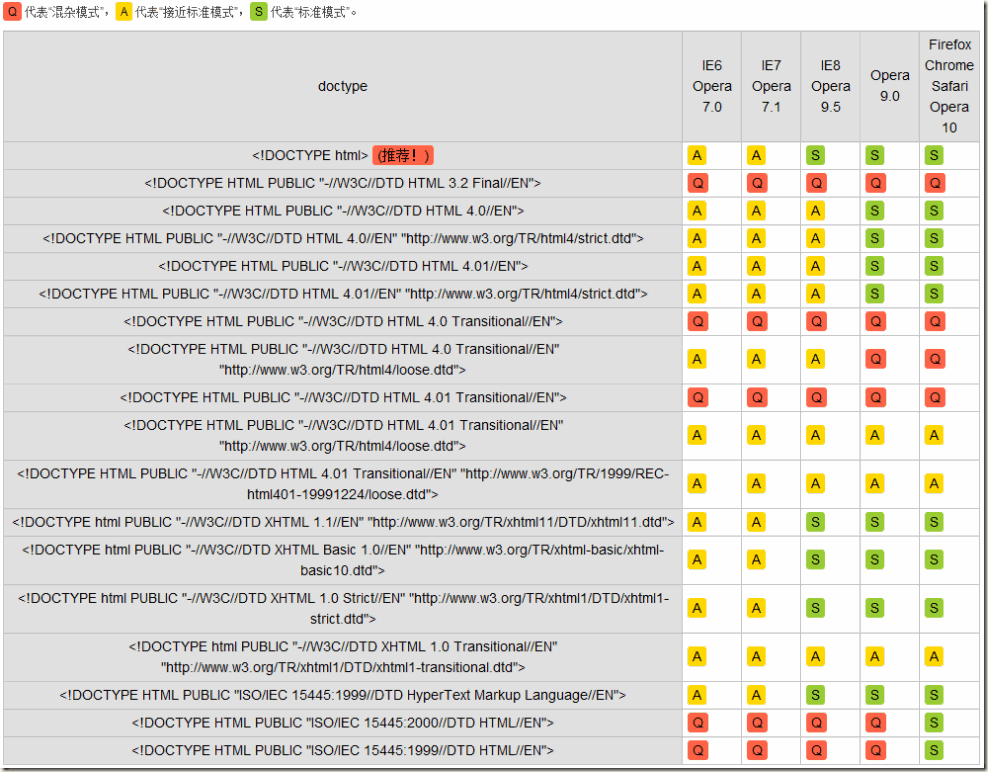 Q 代表“混杂模式”， A 代表“接近标准模式”， S 代表“标准模式”。
doctype
IE6 Opera 7.0
IE7 Opera 7.1
IE8 Opera 9.5
Opera 9.0
Firefox Chrome Safari Opera 10
<!DOCTYPE html> (推荐！) A A S S S
<!DOCTYPE HTML PUBLIC "-//W3C//DTD HTML 3.2 Final//EN"> Q Q Q Q Q
<!DOCTYPE HTML PUBLIC "-//W3C//DTD HTML 4.0//EN"> A A A S S
<!DOCTYPE HTML PUBLIC "-//W3C//DTD HTML 4.0//EN" "http://www.w3.org/TR/html4/strict.dtd"> A A A S S
<!DOCTYPE HTML PUBLIC "-//W3C//DTD HTML 4.01//EN"> A A A S S
<!DOCTYPE HTML PUBLIC "-//W3C//DTD HTML 4.01//EN" "http://www.w3.org/TR/html4/strict.dtd"> A A A S S
<!DOCTYPE HTML PUBLIC "-//W3C//DTD HTML 4.0 Transitional//EN"> Q Q Q Q Q
<!DOCTYPE HTML PUBLIC "-//W3C//DTD HTML 4.0 Transitional//EN"
"http://www.w3.org/TR/html4/loose.dtd"> A A A Q Q
<!DOCTYPE HTML PUBLIC "-//W3C//DTD HTML 4.01 Transitional//EN"> Q Q Q Q Q
<!DOCTYPE HTML PUBLIC "-//W3C//DTD HTML 4.01 Transitional//EN"
"http://www.w3.org/TR/html4/loose.dtd"> A A A A A
<!DOCTYPE HTML PUBLIC "-//W3C//DTD HTML 4.01 Transitional//EN" "http://www.w3.org/TR/1999/REC-
html401-19991224/loose.dtd"> A A A A A
<!DOCTYPE html PUBLIC "-//W3C//DTD XHTML 1.1//EN" "http://www.w3.org/TR/xhtml11/DTD/xhtml11.dtd"> A A S S S
<!DOCTYPE html PUBLIC "-//W3C//DTD XHTML Basic 1.0//EN" "http://www.w3.org/TR/xhtml-basic/xhtml-
basic10.dtd"> A A S S S
<!DOCTYPE html PUBLIC "-//W3C//DTD XHTML 1.0 Strict//EN" "http://www.w3.org/TR/xhtml1/DTD/xhtml1-
strict.dtd"> A A S S S
<!DOCTYPE html PUBLIC "-//W3C//DTD XHTML 1.0 Transitional//EN"
"http://www.w3.org/TR/xhtml1/DTD/xhtml1-transitional.dtd"> A A A A A
<!DOCTYPE HTML PUBLIC "ISO/IEC 15445:1999//DTD HyperText Markup Language//EN"> A A S S S
<!DOCTYPE HTML PUBLIC "ISO/IEC 15445:2000//DTD HTML//EN"> Q Q Q Q S
<!DOCTYPE HTML PUBLIC "ISO/IEC 15445:1999//DTD HTML//EN"> Q Q Q Q S